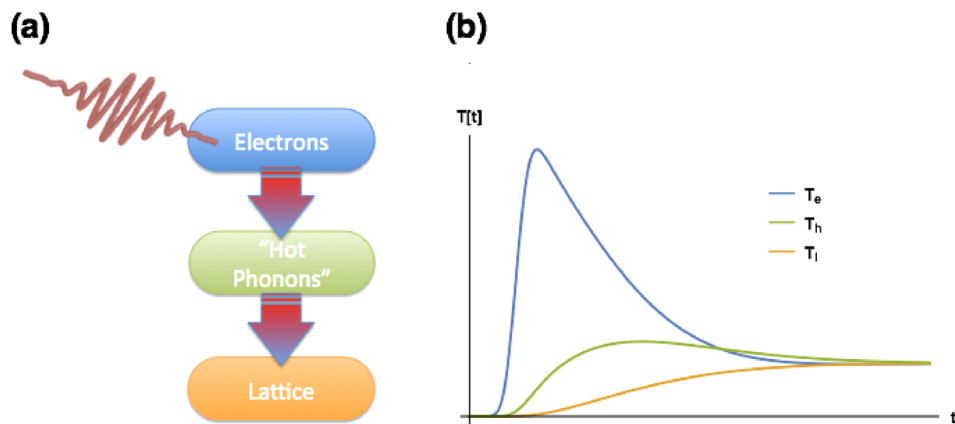 (a)
Electrons
"Hot
Phonons"
Lattice
(b)
T[t]
Te
Th
Tl
t